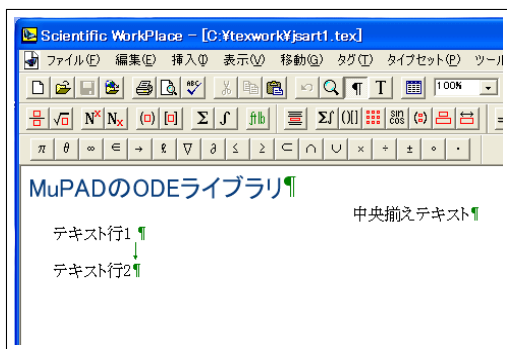 Scientific WorkPlace - [C:¥texwork¥jsart1.tex]
ファイル(F) 編集(E) 挿入(I) 表示(V) 移動(G) タグ(T) タイプセット(P) ツール
100%
π θ ∞ ∈ → ℓ ∇ ∂ ≤ ≥ ⊂ ∩ ∪ × ÷ ± ∘ ·
MuPADのODEライブラリ¶
中央揃えテキスト¶
テキスト行1 ¶
↓
テキスト行2¶